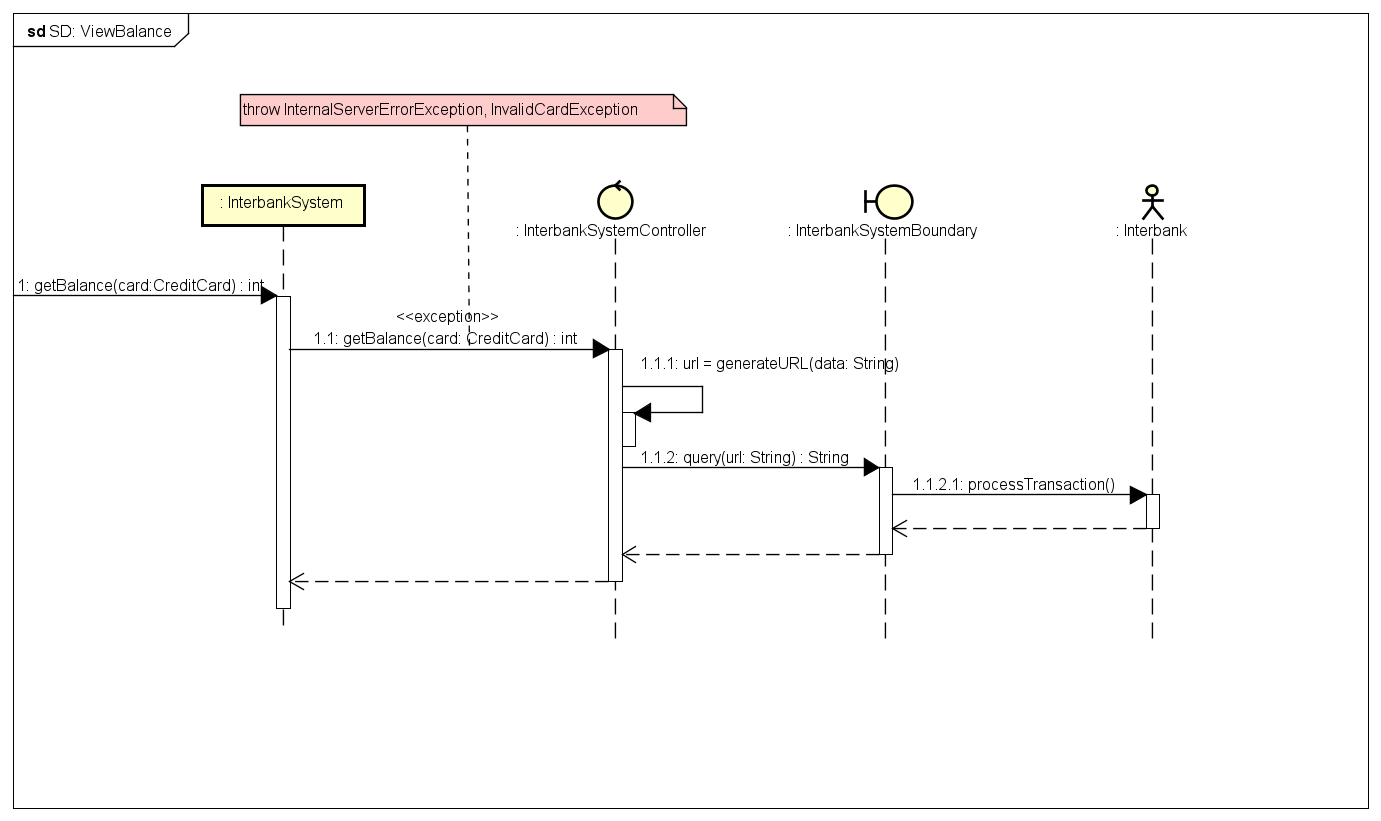 sd SD: ViewBalance
throw InternalServerErrorException, InvalidCardException
: InterbankSystem
: InterbankSystemController
: InterbankSystemBoundary
: Interbank
1: getBalance(card:CreditCard) : int
<<exception>>
1.1: getBalance(card: CreditCard) : int
1.1.1: url = generateURL(data: String)
1.1.2: query(url: String) : String
1.1.2.1: processTransaction()